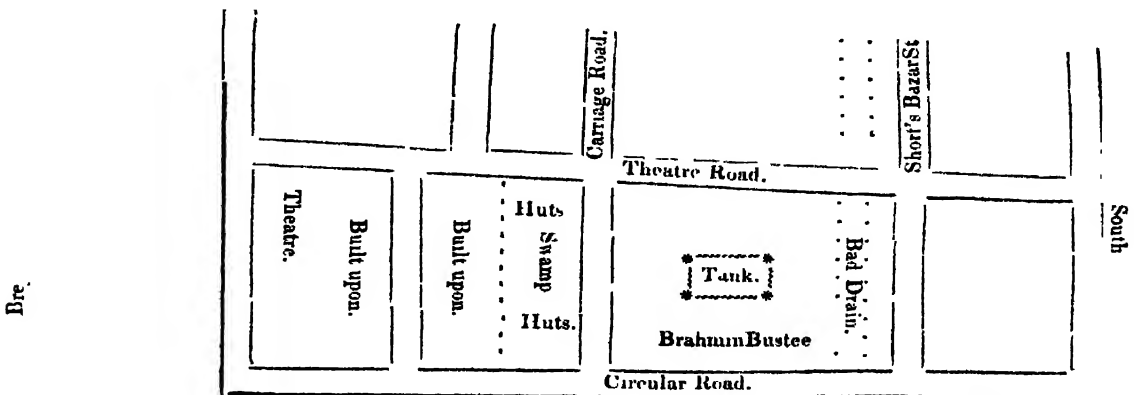 Carriage Road.
Short's Bazar St
Theatre Road.
Theatre.
Built upon.
Built upon.
Huts
Swamp
Huts.
Tank.
Bad Drain.
Brahmin Bustee
South
Circular Road.